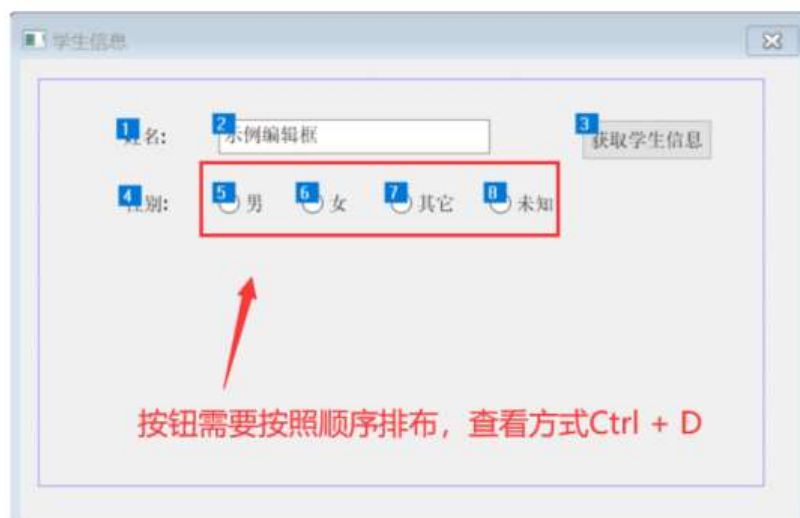 学生信息
1 姓名: 2 示例编辑框 3 获取学生信息
4 性别: 5 男 6 女 7 其它 8 未知
按钮需要按照顺序排布，查看方式Ctrl + D